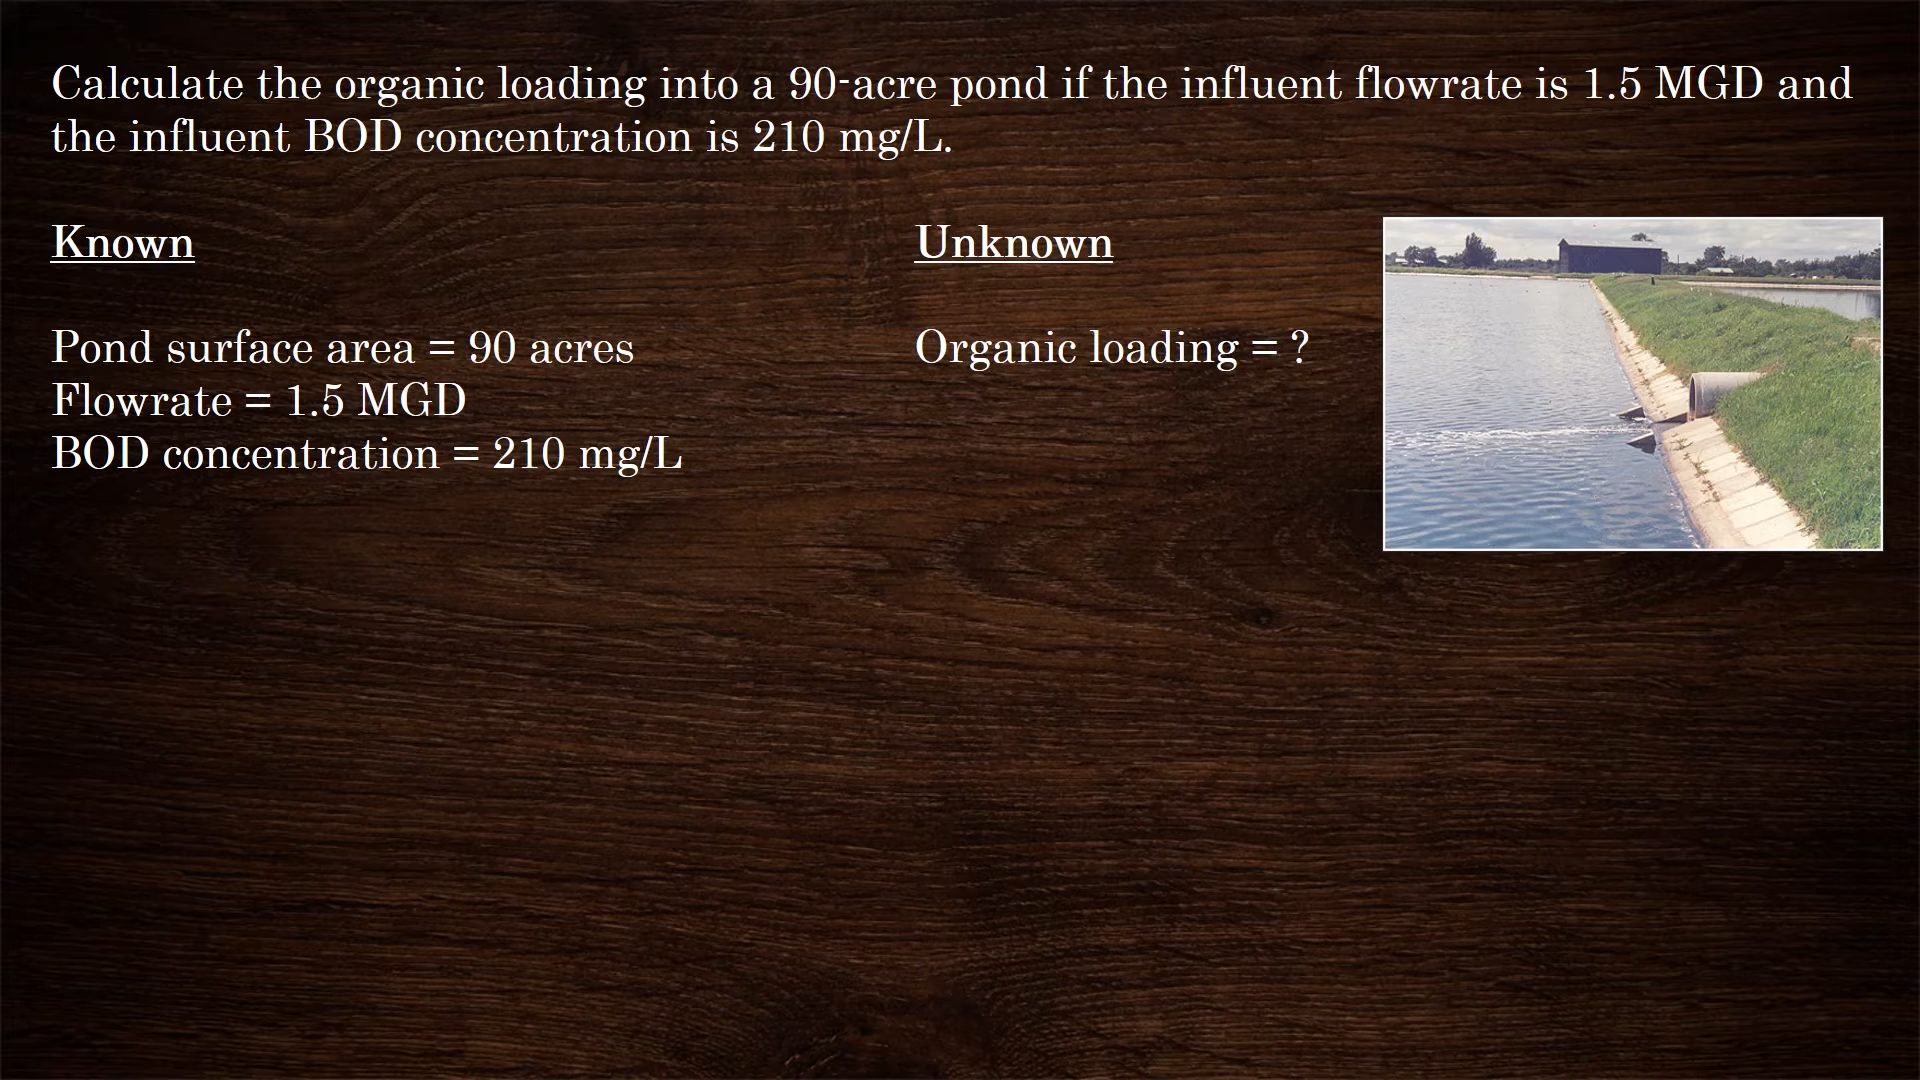 Calculate the organic loading into a 90-acre pond if the influent flowrate is 1.5 MGD and
the influent BOD concentration is 210 mg/L.
Known
Pond surface area = 90 acres
Flowrate = 1.5 MGD
BOD concentration = 210 mg/L
Unknown
Organic loading = ?